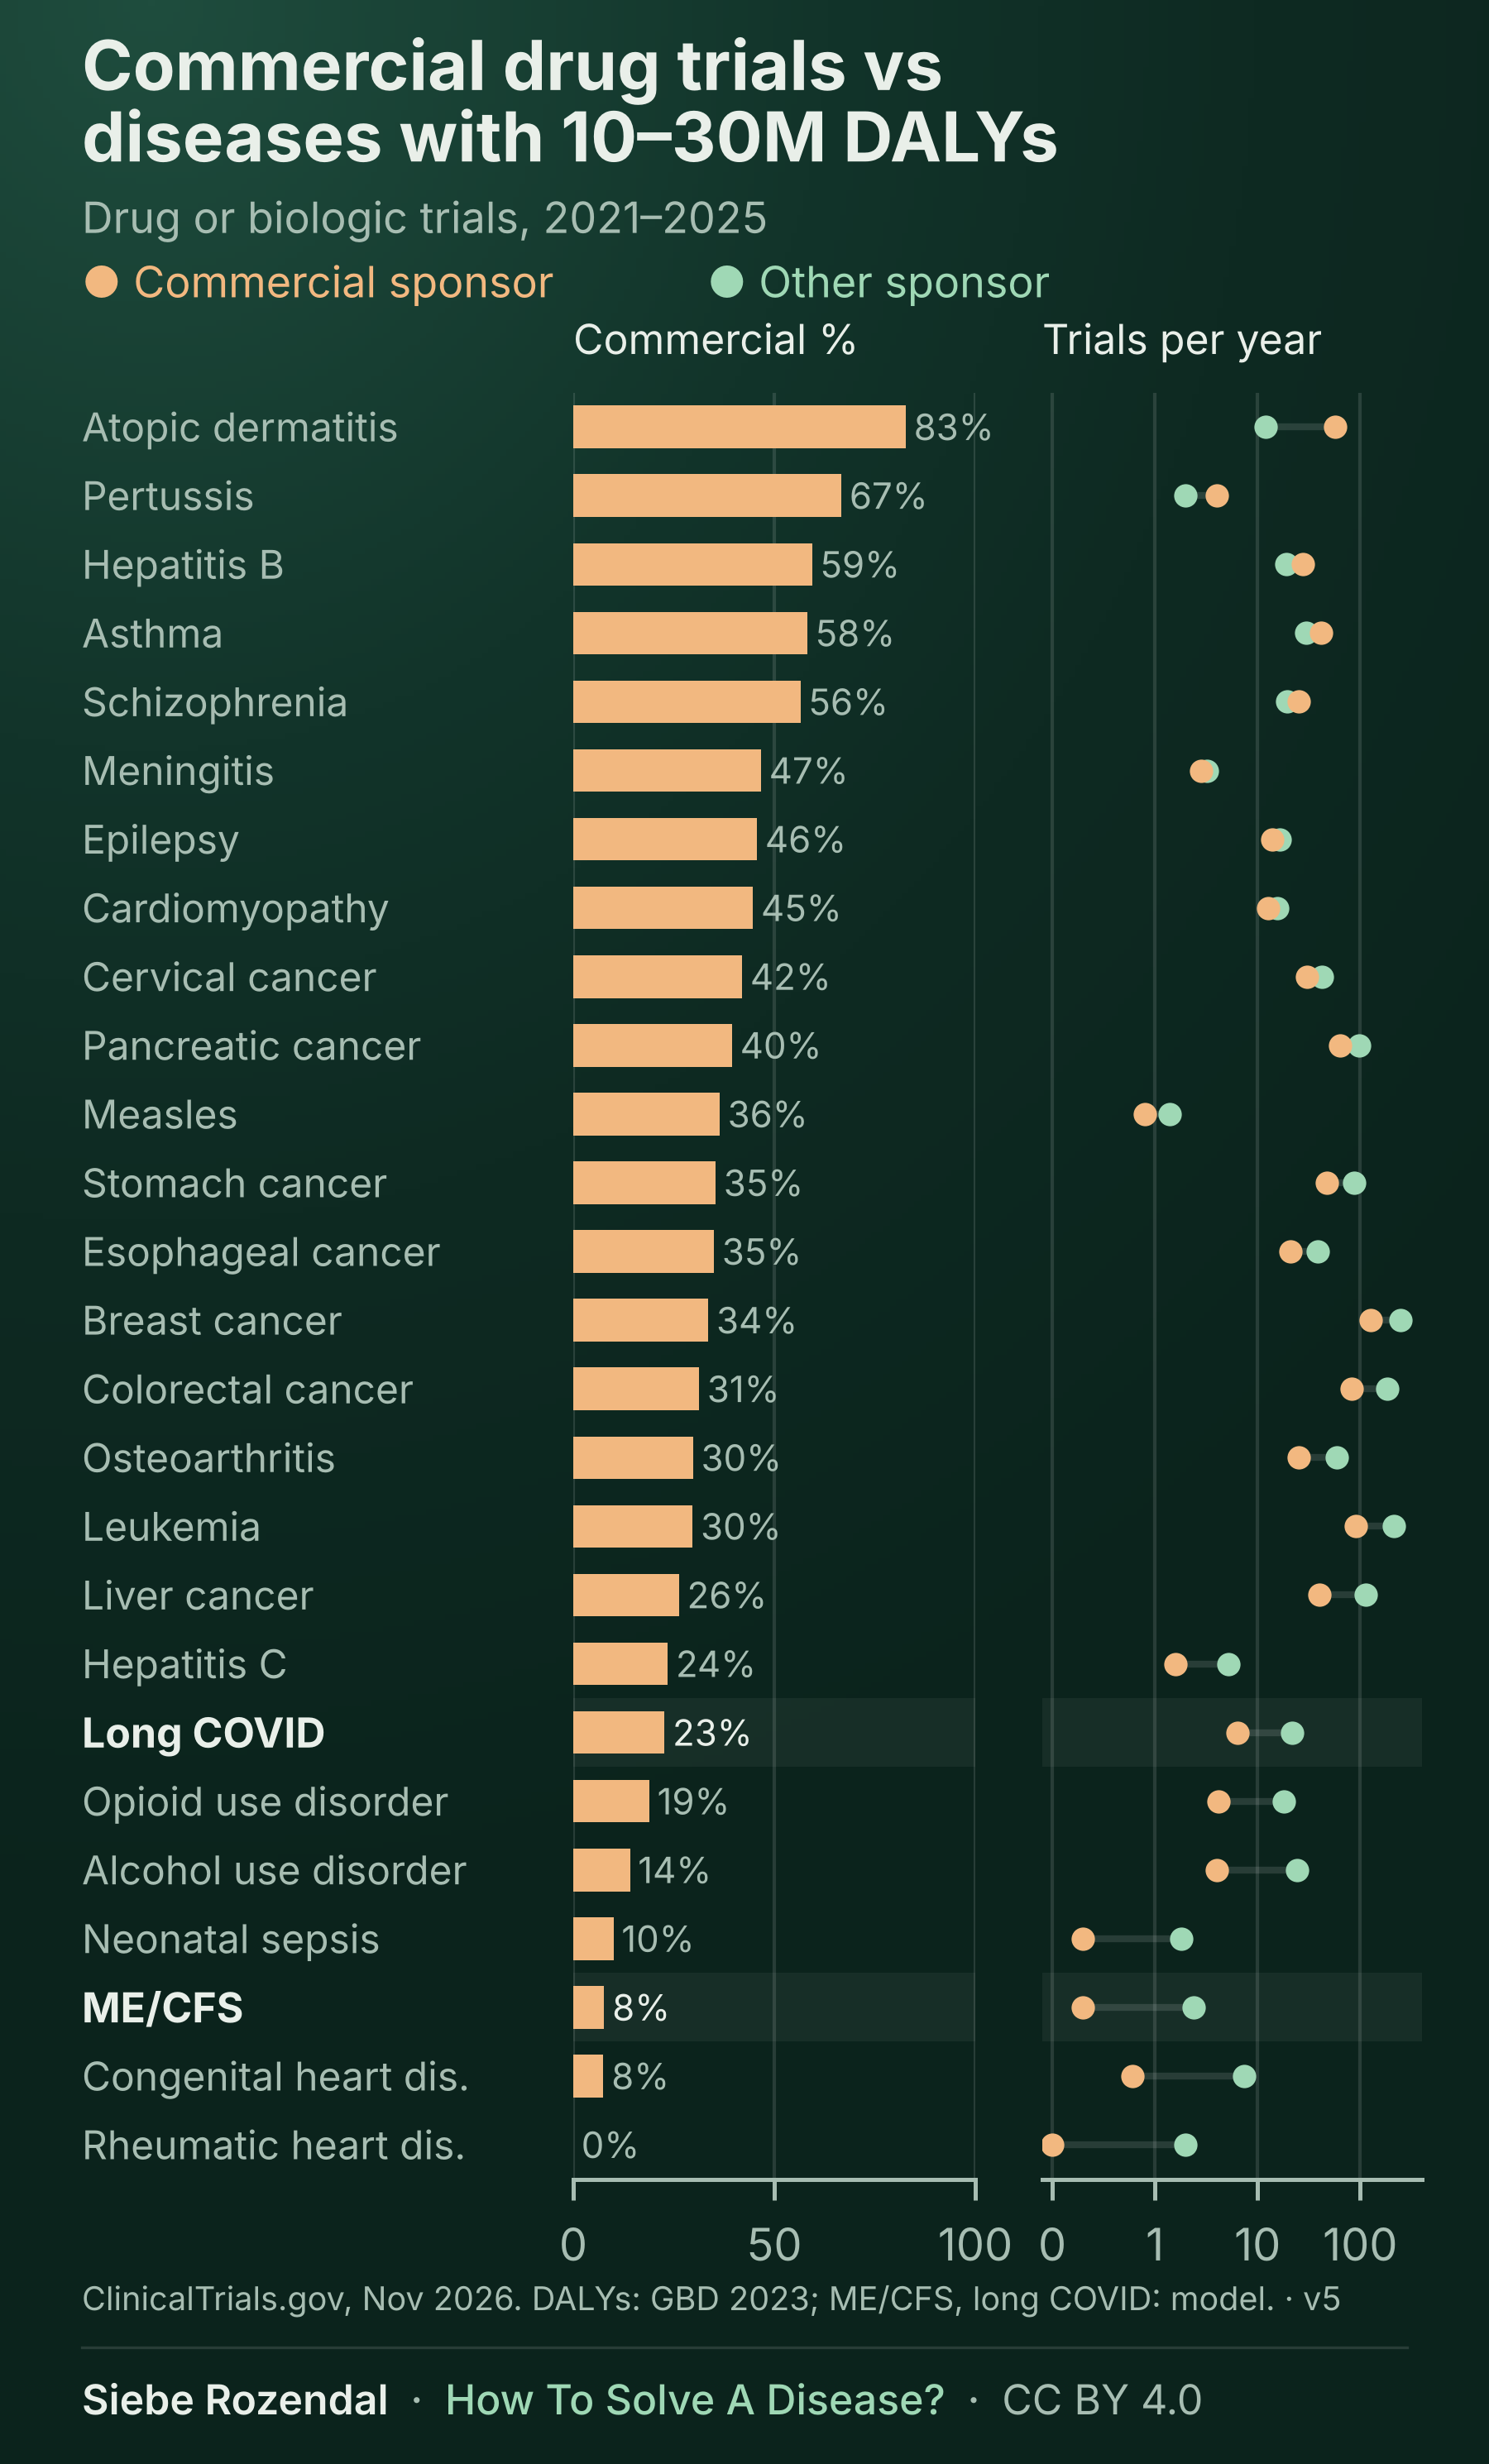 Commercial drug trials vs
diseases with 10–30M DALYs
Drug or biologic trials, 2021–2025
Commercial sponsor
Other sponsor
Commercial %
Trials per year
Atopic dermatitis 83%
Pertussis 67%
Hepatitis B 59%
Asthma 58%
Schizophrenia 56%
Meningitis 47%
Epilepsy 46%
Cardiomyopathy 45%
Cervical cancer 42%
Pancreatic cancer 40%
Measles 36%
Stomach cancer 35%
Esophageal cancer 35%
Breast cancer 34%
Colorectal cancer 31%
Osteoarthritis 30%
Leukemia 30%
Liver cancer 26%
Hepatitis C 24%
Long COVID 23%
Opioid use disorder 19%
Alcohol use disorder 14%
Neonatal sepsis 10%
ME/CFS 8%
Congenital heart dis. 8%
Rheumatic heart dis. 0%
0 50 100 0 1 10 100
ClinicalTrials.gov, Nov 2026. DALYs: GBD 2023; ME/CFS, long COVID: model. · v5
Siebe Rozendal · How To Solve A Disease? · CC BY 4.0